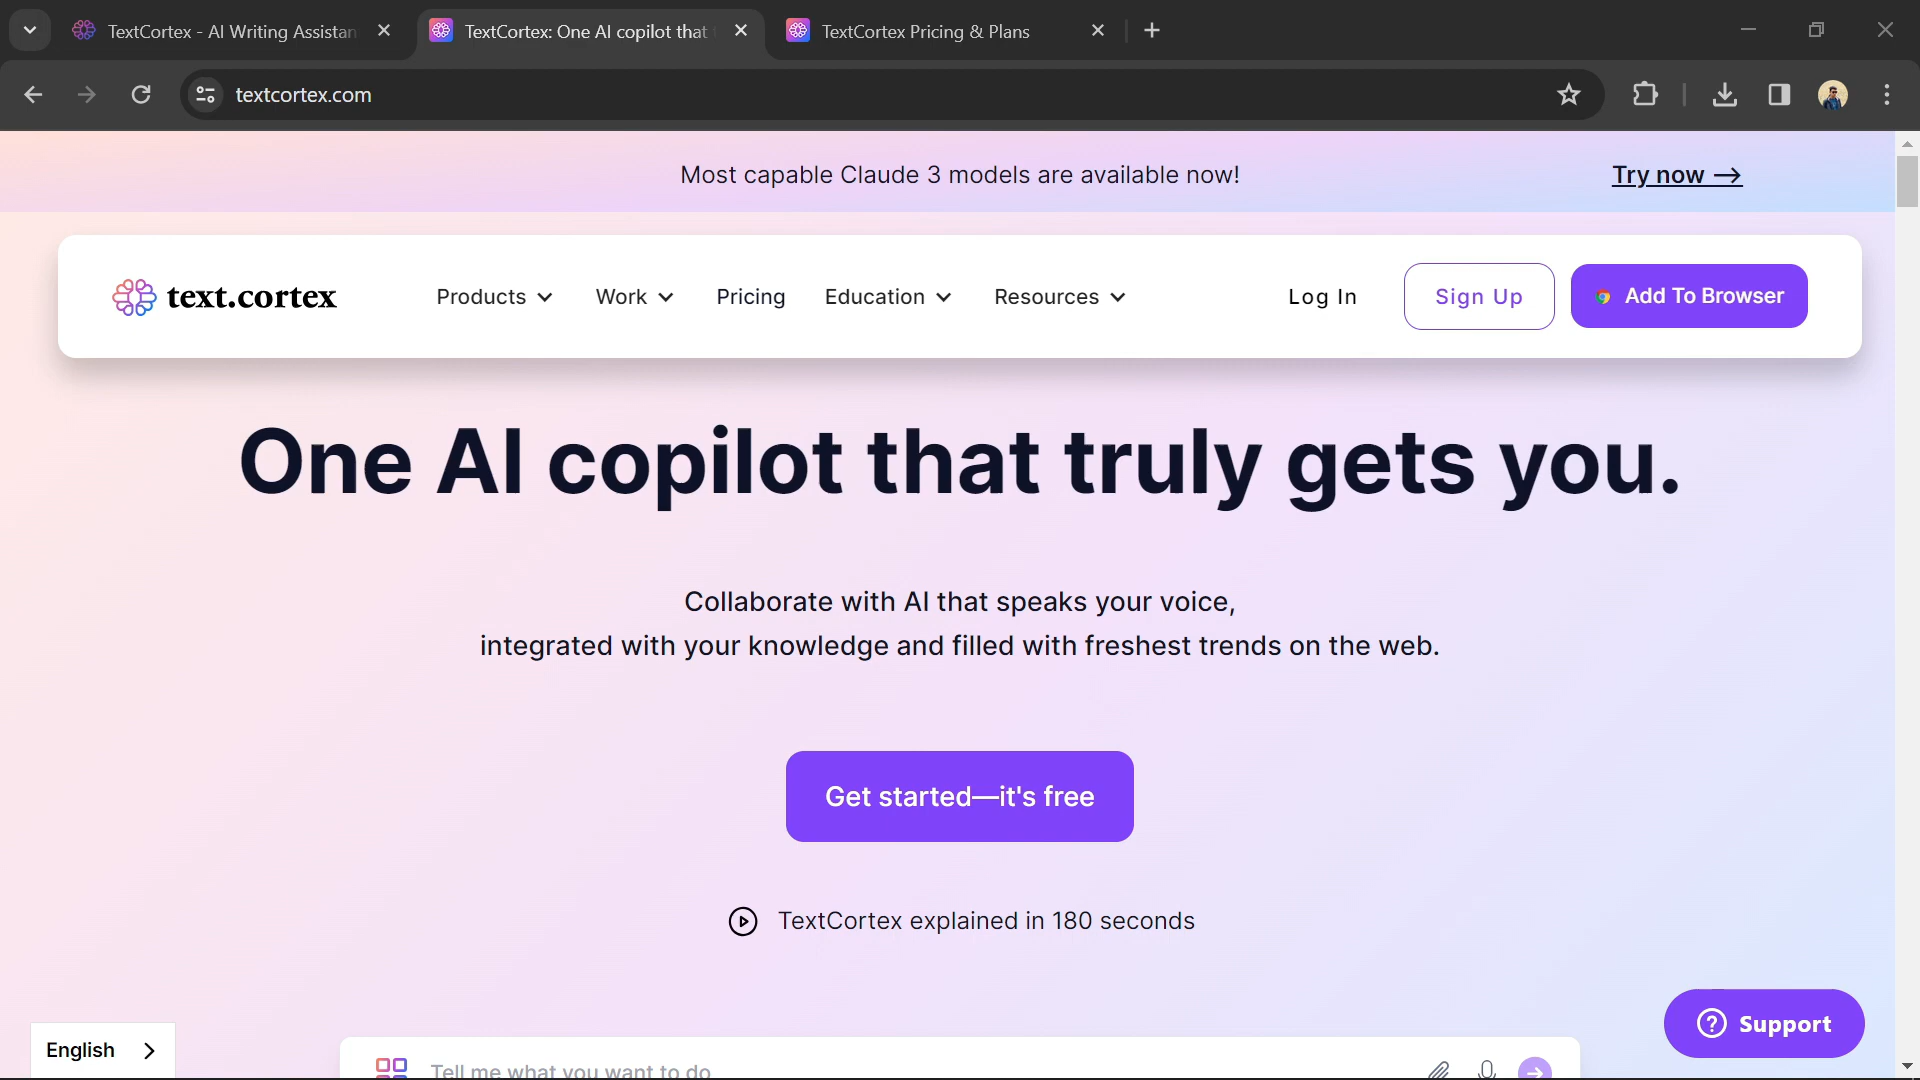 TextCortex - AI Writing Assistan
TextCortex: One AI copilot that
TextCortex Pricing & Plans
textcortex.com
Most capable Claude 3 models are available now!
Try now →
text.cortex
Products
Work
Pricing
Education
Resources
Log In
Sign Up
Add To Browser
One AI copilot that truly gets you.
Collaborate with AI that speaks your voice,
integrated with your knowledge and filled with freshest trends on the web.
Get started—it's free
TextCortex explained in 180 seconds
Support
English
Tell me what you want to do